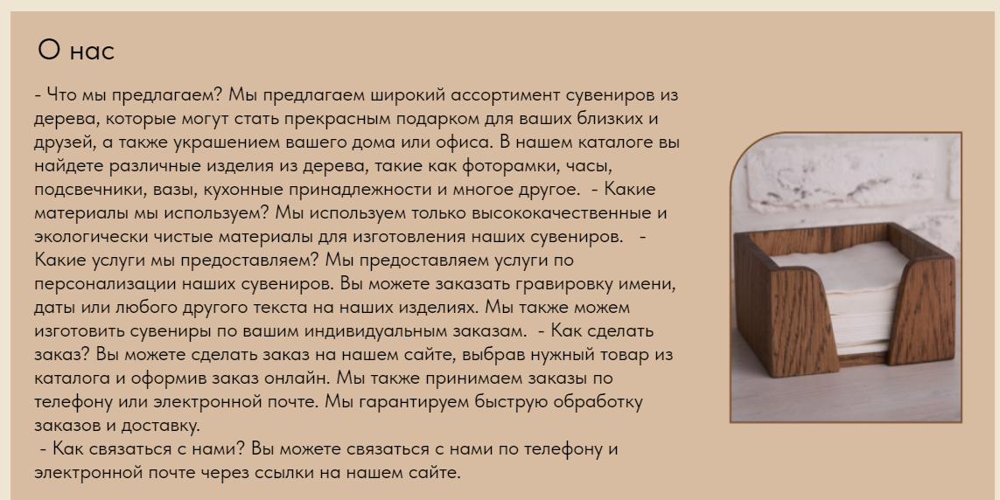 О нас
- Что мы предлагаем? Мы предлагаем широкий ассортимент сувениров из
дерева, которые могут стать прекрасным подарком для ваших близких и
друзей, а также украшением вашего дома или офиса. В нашем каталоге вы
найдете различные изделия из дерева, такие как фоторамки, часы,
подсвечники, вазы, кухонные принадлежности и многое другое.  - Какие
материалы мы используем? Мы используем только высококачественные и
экологически чистые материалы для изготовления наших сувениров.   -
Какие услуги мы предоставляем? Мы предоставляем услуги по
персонализации наших сувениров. Вы можете заказать гравировку имени,
даты или любого другого текста на наших изделиях. Мы также можем
изготовить сувениры по вашим индивидуальным заказам.  - Как сделать
заказ? Вы можете сделать заказ на нашем сайте, выбрав нужный товар из
каталога и оформив заказ онлайн. Мы также принимаем заказы по
телефону или электронной почте. Мы гарантируем быструю обработку
заказов и доставку.
- Как связаться с нами? Вы можете связаться с нами по телефону и
электронной почте через ссылки на нашем сайте.